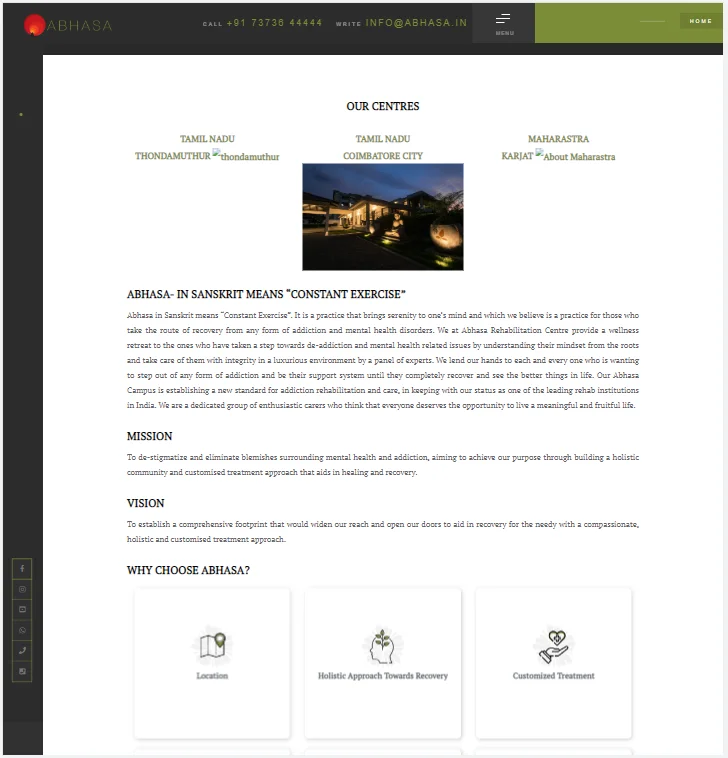 ABHASA
CALL +91 73736 44444 WRITE INFO@ABHASA.IN
MENU
HOME
OUR CENTRES
TAMIL NADU
THONDAMUTHUR thondamuthur
TAMIL NADU
COIMBATORE CITY
MAHARASTRA
KARJAT About Maharastra
ABHASA- IN SANSKRIT MEANS "CONSTANT EXERCISE"
Abhasa in Sanskrit means "Constant Exercise". It is a practice that brings serenity to one's mind and which we believe is a practice for those who
take the route of recovery from any form of addiction and mental health disorders. We at Abhasa Rehabilitation Centre provide a wellness
retreat to the ones who have taken a step towards de-addiction and mental health related issues by understanding their mindset from the roots
and take care of them with integrity in a luxurious environment by a panel of experts. We lend our hands to each and every one who is wanting
to step out of any form of addiction and be their support system until they completely recover and see the better things in life. Our Abhasa
Campus is establishing a new standard for addiction rehabilitation and care, in keeping with our status as one of the leading rehab institutions
in India. We are a dedicated group of enthusiastic carers who think that everyone deserves the opportunity to live a meaningful and fruitful life.
MISSION
To de-stigmatize and eliminate blemishes surrounding mental health and addiction, aiming to achieve our purpose through building a holistic
community and customised treatment approach that aids in healing and recovery.
VISION
To establish a comprehensive footprint that would widen our reach and open our doors to aid in recovery for the needy with a compassionate,
holistic and customised treatment approach.
WHY CHOOSE ABHASA?
Location
Holistic Approach Towards Recovery
Customized Treatment